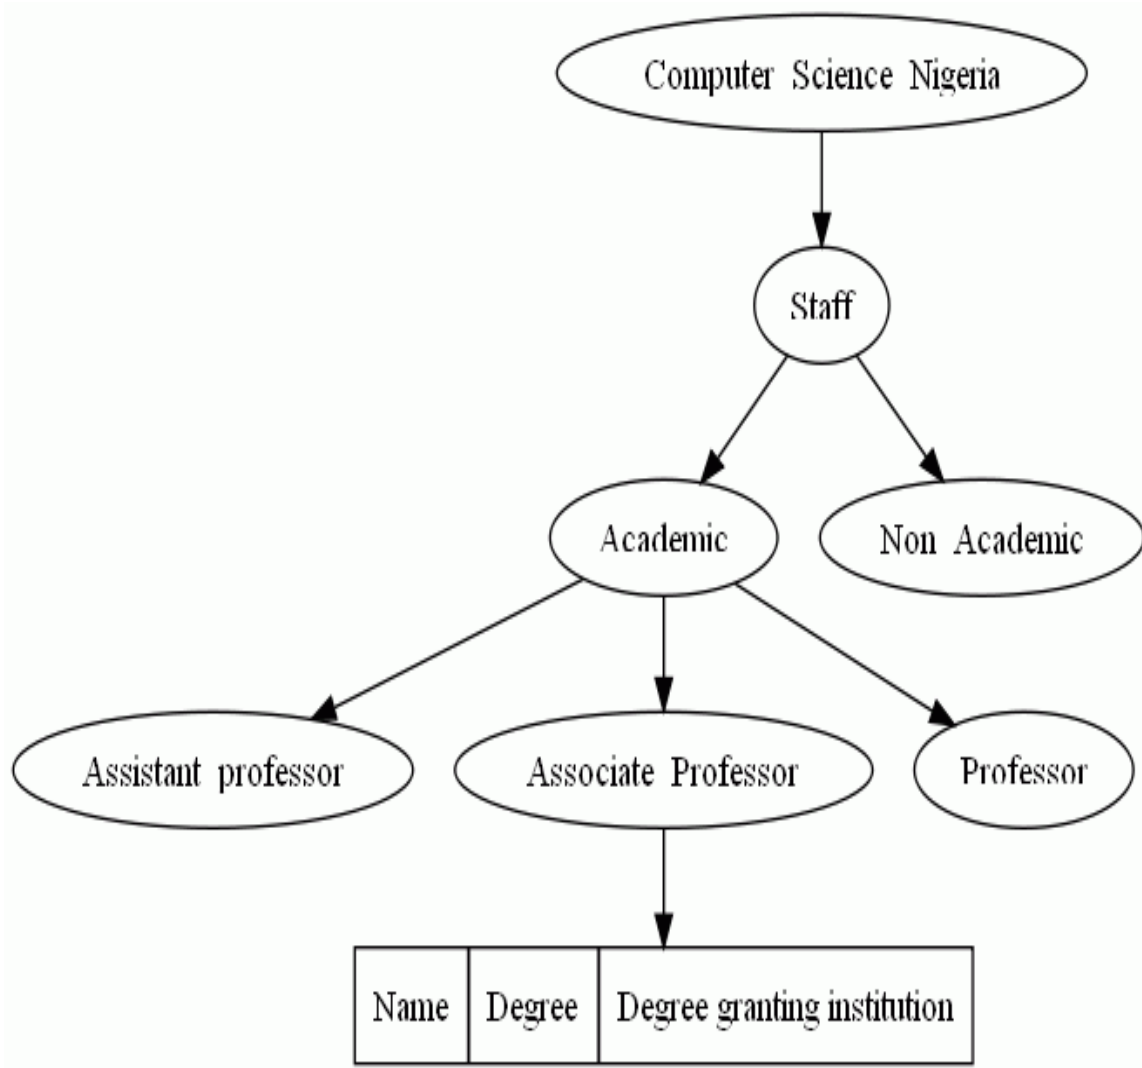 Computer Science Nigeria
Staff
Academic
Non Academic
Assistant professor
Associate Professor
Professor
Name
Degree
Degree granting institution